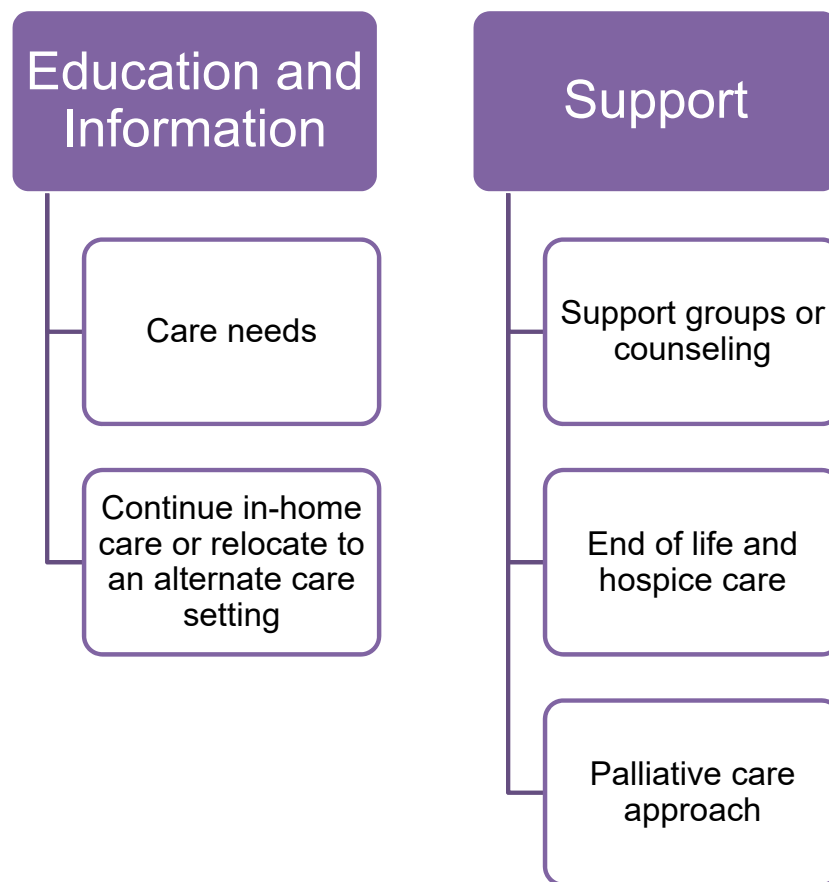 Education and
Information
Care needs
Continue in-home
care or relocate to
an alternate care
setting
Support
Support groups or
counseling
End of life and
hospice care
Palliative care
approach